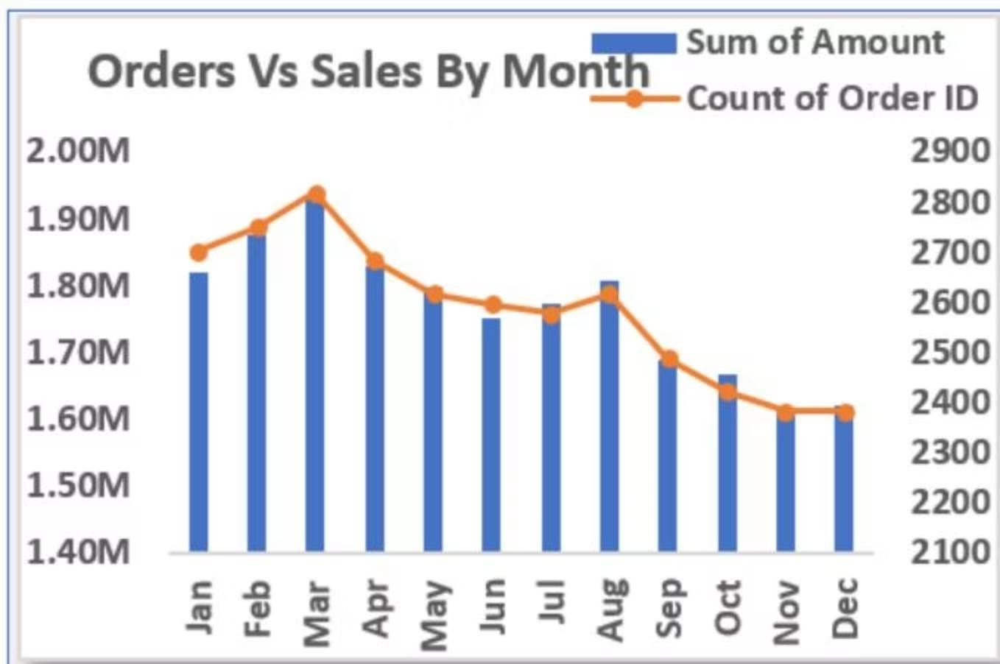 Orders Vs Sales By Month
Sum of Amount
Count of Order ID
2.00M
1.90M
1.80M
1.70M
1.60M
1.50M
1.40M
2900
2800
2700
2600
2500
2400
2300
2200
2100
Jan
Feb
Mar
Apr
May
Jun
Jul
Aug
Sep
Oct
Nov
Dec